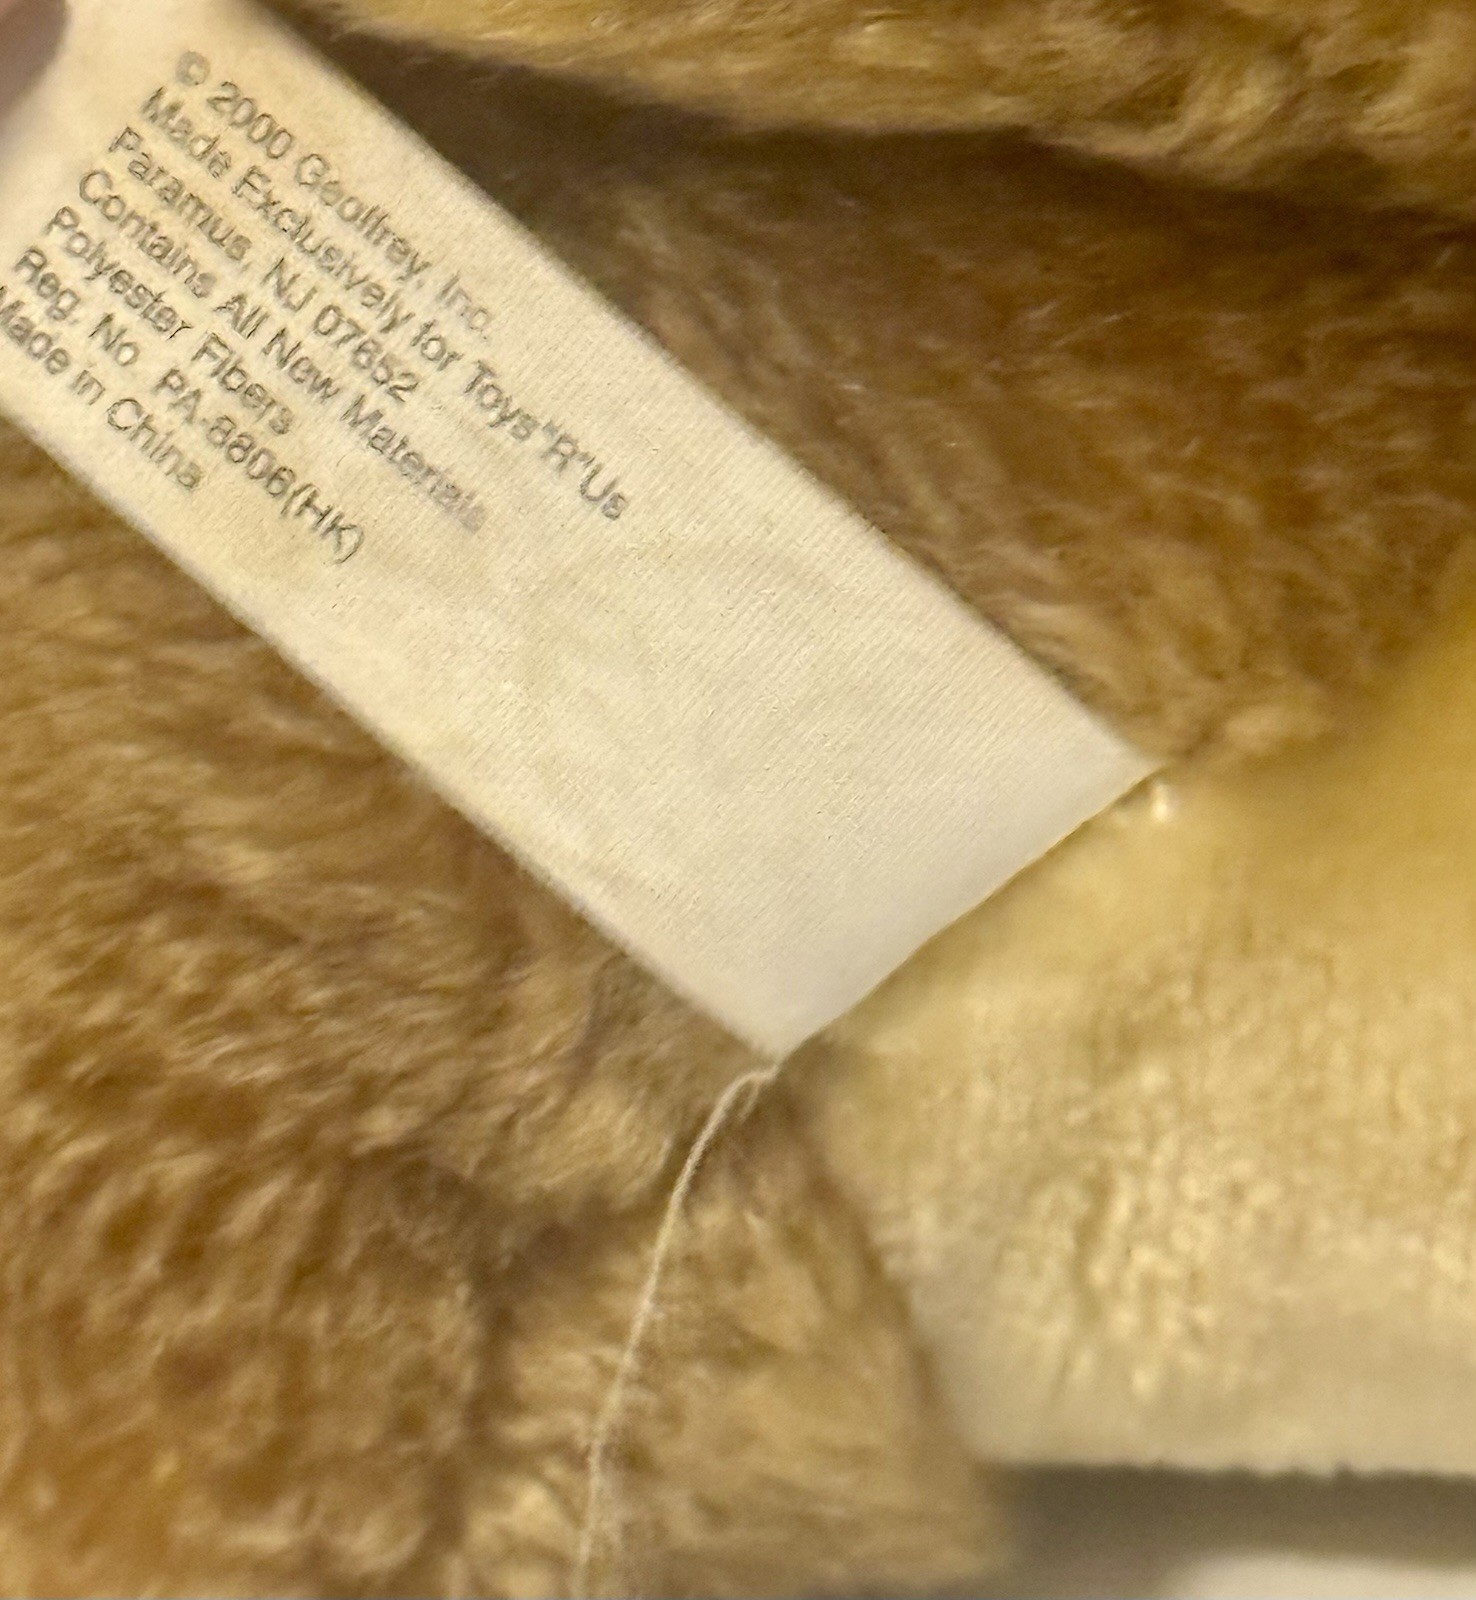 © 2000 Geoffrey, Inc.
Made Exclusively for Toys"R"Us
Paramus, NJ 07652
Contains All New Materials
Polyester Fibers
Reg. No. PA-8806(HK)
Made in China